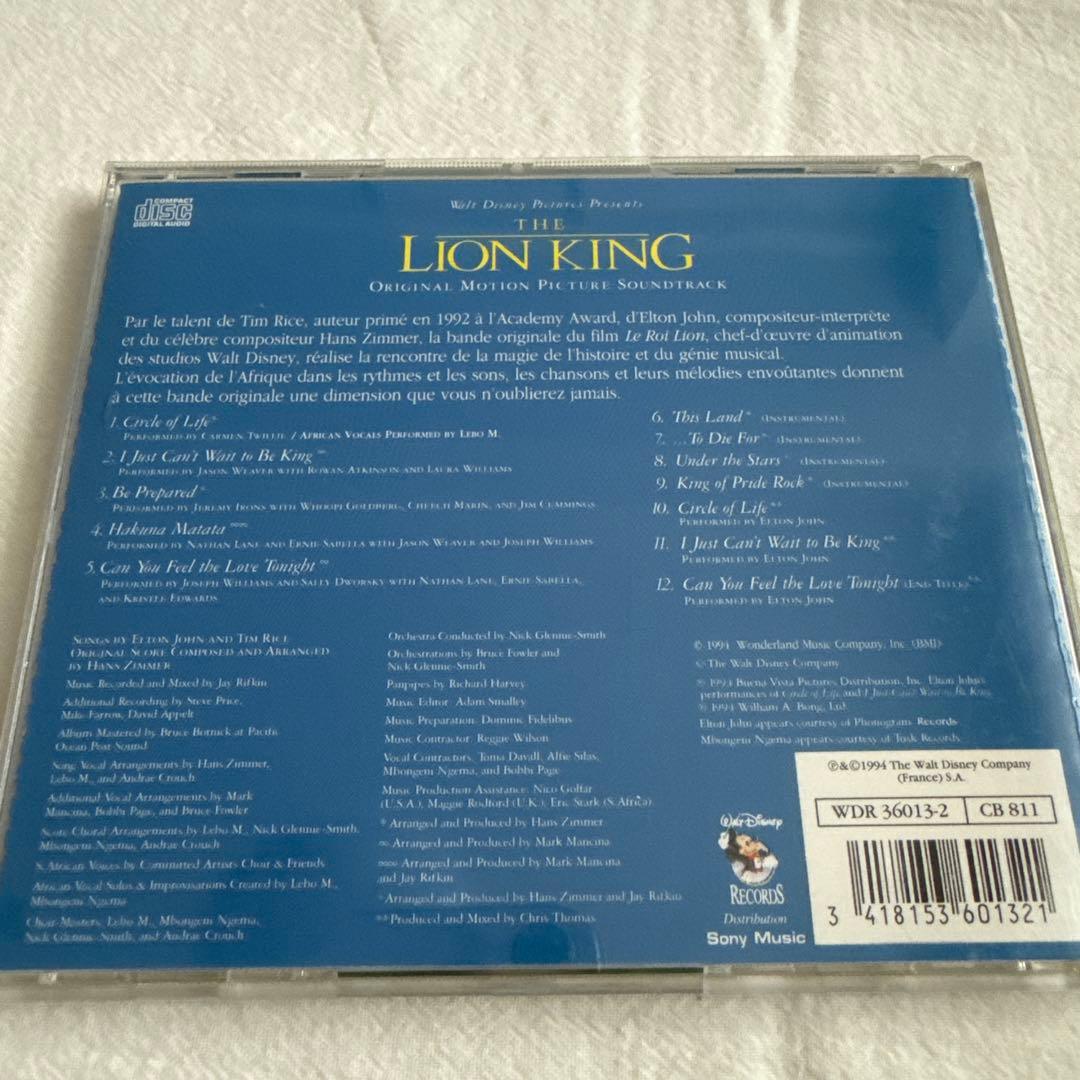 COMPACT
disc
DIGITAL AUDIO
Walt Disney Pictures Presents
THE
LION KING
ORIGINAL MOTION PICTURE SOUNDTRACK
Par le talent de Tim Rice, auteur primé en 1992 à l'Academy Award, d'Elton John, compositeur-interprète
et du célèbre compositeur Hans Zimmer, la bande originale du film Le Roi Lion, chef-d'œuvre d'animation
des studios Walt Disney, réalise la rencontre de la magie de l'histoire et du génie musical.
L'évocation de l'Afrique dans les rythmes et les sons, les chansons et leurs mélodies envoûtantes donnent
à cette bande originale une dimension que vous n'oublierez jamais.
1. Circle of Life*
PERFORMED BY CARMEN TWILLIE / AFRICAN VOCALS PERFORMED BY LEBO M.
2. I Just Can't Wait to Be King ∞
PERFORMED BY JASON WEAVER WITH ROWAN ATKINSON AND LAURA WILLIAMS
3. Be Prepared
PERFORMED BY JEREMY IRONS WITH WHOOPI GOLDBERG, CHEECH MARIN, AND JIM CUMMINGS
4. Hakuna Matata ∞∞
PERFORMED BY NATHAN LANE AND ERNIE SABELLA WITH JASON WEAVER AND JOSEPH WILLIAMS
5. Can You Feel the Love Tonight ∞
PERFORMED BY JOSEPH WILLIAMS AND SALLY DWORSKY WITH NATHAN LANE, ERNIE SABELLA,
AND KRISTLE EDWARDS
6. This Land* (INSTRUMENTAL)
7. ...To Die For* (INSTRUMENTAL)
8. Under the Stars* (INSTRUMENTAL)
9. King of Pride Rock* (INSTRUMENTAL)
10. Circle of Life**
PERFORMED BY ELTON JOHN
11. I Just Can't Wait to Be King**
PERFORMED BY ELTON JOHN
12. Can You Feel the Love Tonight (END TITLE)**
PERFORMED BY ELTON JOHN
SONGS BY ELTON JOHN AND TIM RICE
ORIGINAL SCORE COMPOSED AND ARRANGED
BY HANS ZIMMER
Music Recorded and Mixed by Jay Rifkin
Additional Recording by Steve Price,
Mike Farrow, David Appelt
Album Mastered by Bruce Botnick at Pacific
Ocean Post Sound
Song Vocal Arrangements by Hans Zimmer,
Lebo M., and Andrae Crouch
Additional Vocal Arrangements by Mark
Mancina, Bobbi Page, and Bruce Fowler
Score Choral Arrangements by Lebo M., Nick Glennie-Smith,
Mbongeni Ngema, Andrae Crouch
S. African Voices by Committed Artists Choir & Friends
African Vocal Solos & Improvisations Created by Lebo M.,
Mbongeni Ngema
Choir Masters, Lebo M., Mbongeni Ngema,
Nick Glennie-Smith, and Andrae Crouch
Orchestra Conducted by Nick Glennie-Smith
Orchestrations by Bruce Fowler and
Nick Glennie-Smith
Panpipes by Richard Harvey
Music Editor: Adam Smalley
Music Preparation: Dominic Fidelibus
Music Contractor: Reggie Wilson
Vocal Contractors, Toma Davall, Alfie Silas,
Mbongeni Ngema, and Bobbi Page
Music Production Assistance: Nico Golfar
(U.S.A.), Maggie Rodford (U.K.), Eric Stark (S. Africa)
* Arranged and Produced by Hans Zimmer
∞ Arranged and Produced by Mark Mancina
∞∞ Arranged and Produced by Mark Mancina
and Jay Rifkin
Arranged and Produced by Hans Zimmer and Jay Rifkin
** Produced and Mixed by Chris Thomas
© 1994 Wonderland Music Company, Inc. (BMI)
© The Walt Disney Company
℗ 1994 Buena Vista Pictures Distribution, Inc. Elton John's
performances of Circle of Life and I Just Can't Wait to Be King
℗ 1994 William A. Bong, Ltd.
Elton John appears courtesy of Phonogram Records
Mbongeni Ngema appears courtesy of Tusk Records
℗&©1994 The Walt Disney Company
(France) S.A.
WDR 36013-2 CB 811
3 418153 601321
WALT DISNEY
RECORDS
Distribution
Sony Music